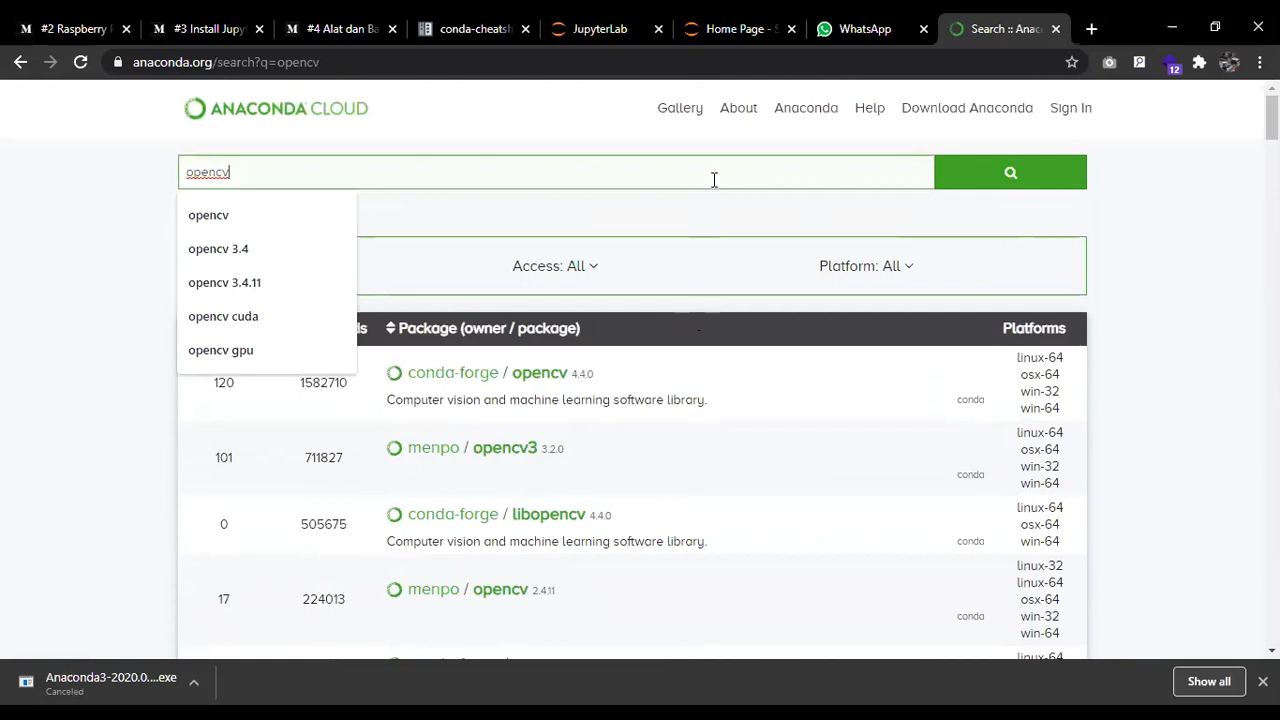 #2 Raspberry
#3 Install Jupy
#4 Alat dan Ba
conda-cheatsh
JupyterLab
Home Page - S
WhatsApp
Search :: Anac
anaconda.org/search?q=opencv
12
ANACONDA CLOUD
Gallery
About
Anaconda
Help
Download Anaconda
Sign In
opencv
opencv
opencv 3.4
opencv 3.4.11
opencv cuda
opencv gpu
Access: All
Platform: All
ds
Package (owner / package)
Platforms
120
1582710
conda-forge / opencv 4.4.0
Computer vision and machine learning software library.
conda
linux-64
osx-64
win-32
win-64
101
711827
menpo / opencv3 3.2.0
conda
linux-64
osx-64
win-32
win-64
0
505675
conda-forge / libopencv 4.4.0
Computer vision and machine learning software library.
conda
linux-64
osx-64
win-64
17
224013
menpo / opencv 2.4.11
conda
linux-32
linux-64
osx-64
win-32
win-64
linux-64
Anaconda3-2020.0....exe
Canceled
Show all